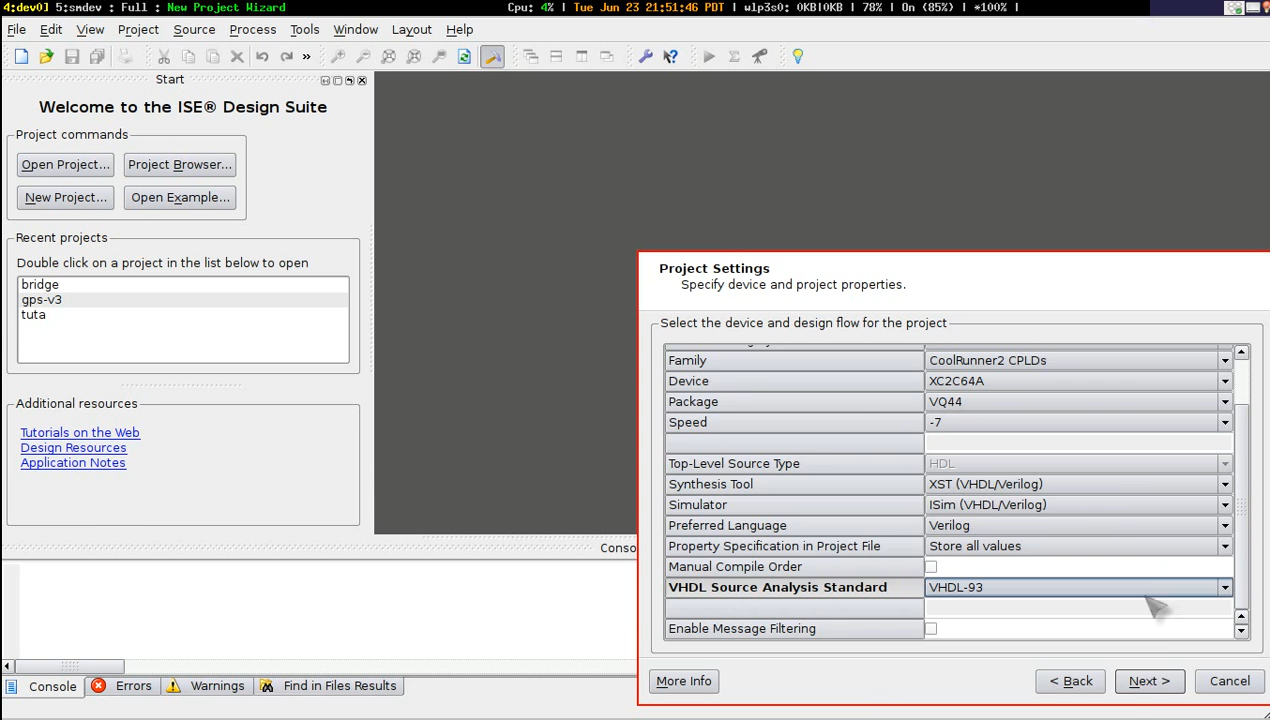 4:dev0] 5:smdev : Full : New Project Wizard
Cpu: 4% | Tue Jun 23 21:51:46 PDT | wlp3s0: 0KB|0KB | 78% | On (85%) | *100% |
File Edit View Project Source Process Tools Window Layout Help
»
Start
Welcome to the ISE® Design Suite
Project commands
Open Project... Project Browser...
New Project... Open Example...
Recent projects
Double click on a project in the list below to open
bridge
gps-v3
tuta
Additional resources
Tutorials on the Web
Design Resources
Application Notes
Conso
Console Errors Warnings Find in Files Results
Project Settings
Specify device and project properties.
Select the device and design flow for the project
Family CoolRunner2 CPLDs
Device XC2C64A
Package VQ44
Speed -7
Top-Level Source Type HDL
Synthesis Tool XST (VHDL/Verilog)
Simulator ISim (VHDL/Verilog)
Preferred Language Verilog
Property Specification in Project File Store all values
Manual Compile Order
VHDL Source Analysis Standard VHDL-93
Enable Message Filtering
More Info < Back Next > Cancel